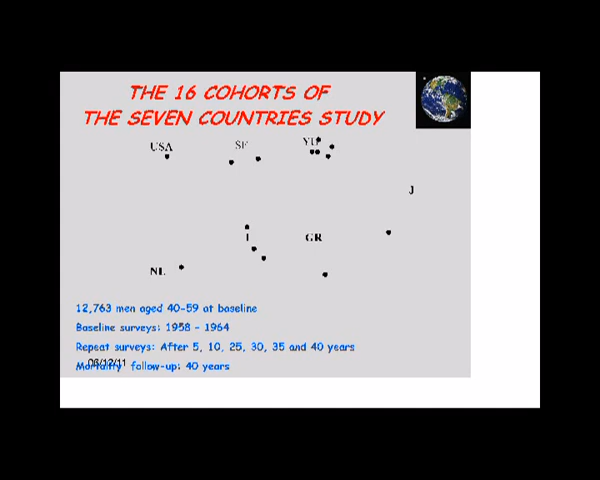 THE 16 COHORTS OF
THE SEVEN COUNTRIES STUDY
USA SF YU
J
I GR
NL
12,763 men aged 40-59 at baseline
Baseline surveys: 1958 - 1964
Repeat surveys: After 5, 10, 25, 30, 35 and 40 years
Mortality follow-up: 40 years
06/12/11